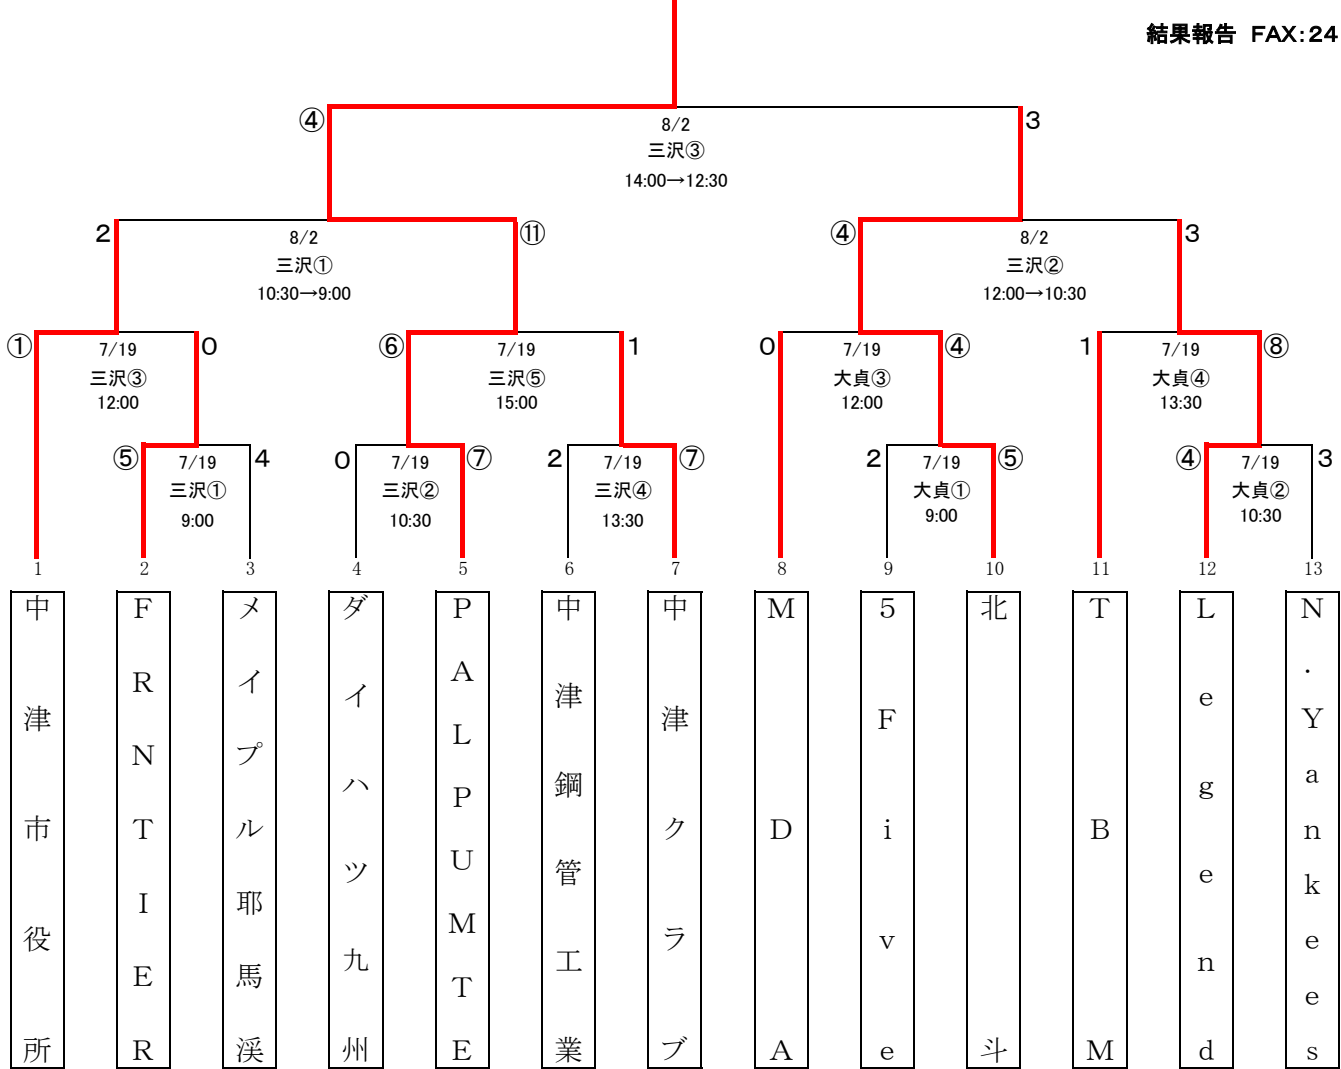 結果報告 FAX:24
④ 3
8/2
三沢③
14:00→12:30
2 ⑪ ④ 3
8/2 8/2
三沢① 三沢②
10:30→9:00 12:00→10:30
① 0 ⑥ 1 0 ④ 1 ⑧
7/19 7/19 7/19 7/19
三沢③ 三沢⑤ 大貞③ 大貞④
12:00 15:00 12:00 13:30
⑤ 4 0 ⑦ 2 ⑦ 2 ⑤ ④ 3
7/19 7/19 7/19 7/19 7/19
三沢① 三沢② 三沢④ 大貞① 大貞②
9:00 10:30 13:30 9:00 10:30
1 2 3 4 5 6 7 8 9 10 11 12 13
中津市役所
FRNTIER
メイプル耶馬渓
ダイハツ九州
PALPUMTE
中津鋼管工業
中津クラブ
MDA
5Five
北斗
TBM
Legend
N.Yankees